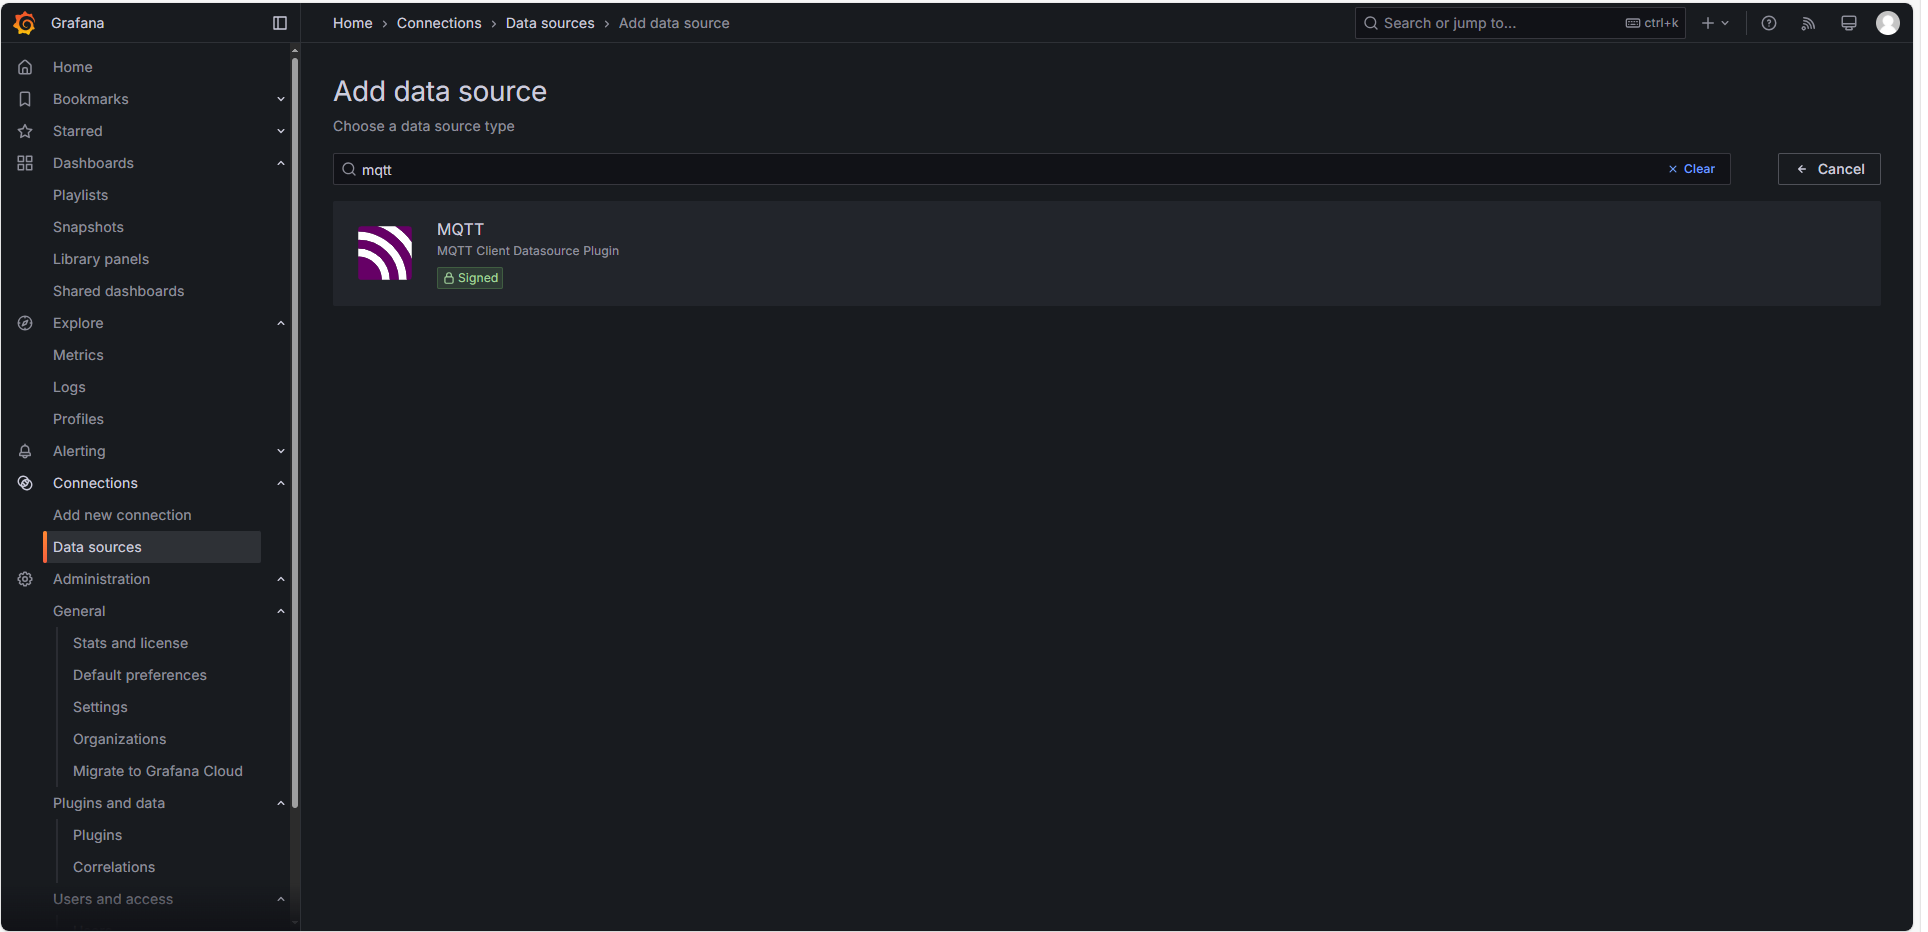 Grafana
Home
Bookmarks
Starred
Dashboards
Playlists
Snapshots
Library panels
Shared dashboards
Explore
Metrics
Logs
Profiles
Alerting
Connections
Add new connection
Data sources
Administration
General
Stats and license
Default preferences
Settings
Organizations
Migrate to Grafana Cloud
Plugins and data
Plugins
Correlations
Users and access
Home › Connections › Data sources › Add data source
Search or jump to... ctrl+k
Add data source
Choose a data source type
mqtt
Clear
Cancel
MQTT
MQTT Client Datasource Plugin
Signed